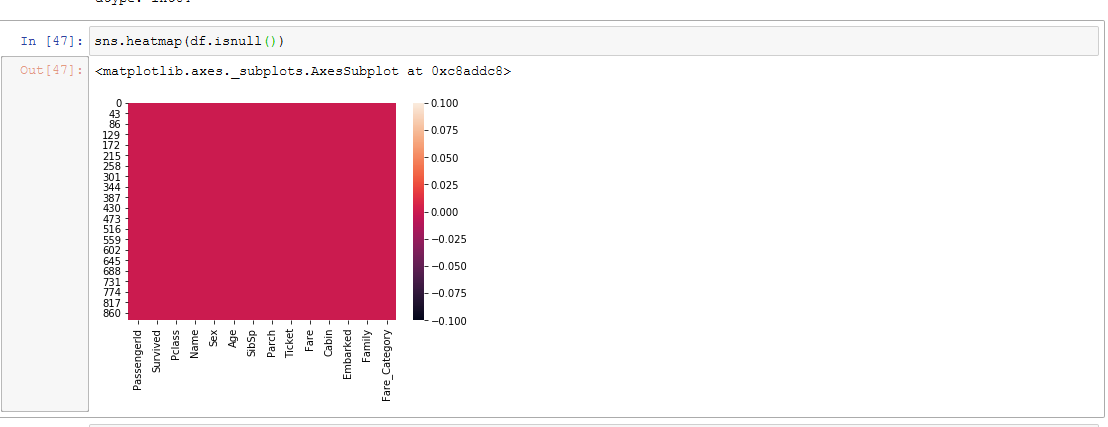 In [47]: sns.heatmap(df.isnull())
Out[47]: <matplotlib.axes._subplots.AxesSubplot at 0xc8addc8>
0
43
86
129
172
215
258
301
344
387
430
473
516
559
602
645
688
731
774
817
860
PassengerId
Survived
Pclass
Name
Sex
Age
SibSp
Parch
Ticket
Fare
Cabin
Embarked
Family
Fare_Category
0.100
0.075
0.050
0.025
0.000
−0.025
−0.050
−0.075
−0.100